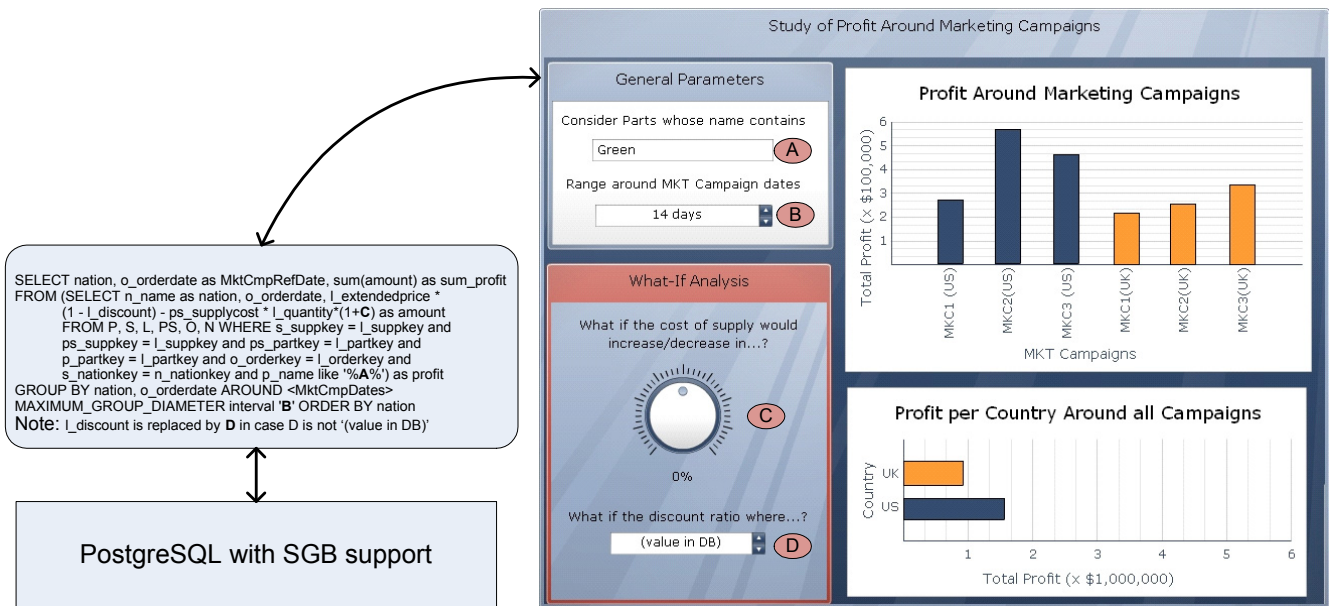 Study of Profit Around Marketing Campaigns
General Parameters
Consider Parts whose name contains
Green
A
Range around MKT Campaign dates
14 days
B
What-If Analysis
What if the cost of supply would
increase/decrease in...?
C
0%
What if the discount ratio where...?
(value in DB)
D
Profit Around Marketing Campaigns
Total Profit (x $100,000)
6
5
4
3
2
1
MKC1 (US)
MKC2(US)
MKC3 (US)
MKC1(UK)
MKC2(UK)
MKC3(UK)
MKT Campaigns
Profit per Country Around all Campaigns
Country
UK
US
1 2 3 4 5 6
Total Profit (x $1,000,000)
SELECT nation, o_orderdate as MktCmpRefDate, sum(amount) as sum_profit
FROM (SELECT n_name as nation, o_orderdate, l_extendedprice *
(1 - l_discount) - ps_supplycost * l_quantity*(1+C) as amount
FROM P, S, L, PS, O, N WHERE s_suppkey = l_suppkey and
ps_suppkey = l_suppkey and ps_partkey = l_partkey and
p_partkey = l_partkey and o_orderkey = l_orderkey and
s_nationkey = n_nationkey and p_name like '%A%') as profit
GROUP BY nation, o_orderdate AROUND <MktCmpDates>
MAXIMUM_GROUP_DIAMETER interval 'B' ORDER BY nation
Note: l_discount is replaced by D in case D is not ‘(value in DB)’
PostgreSQL with SGB support